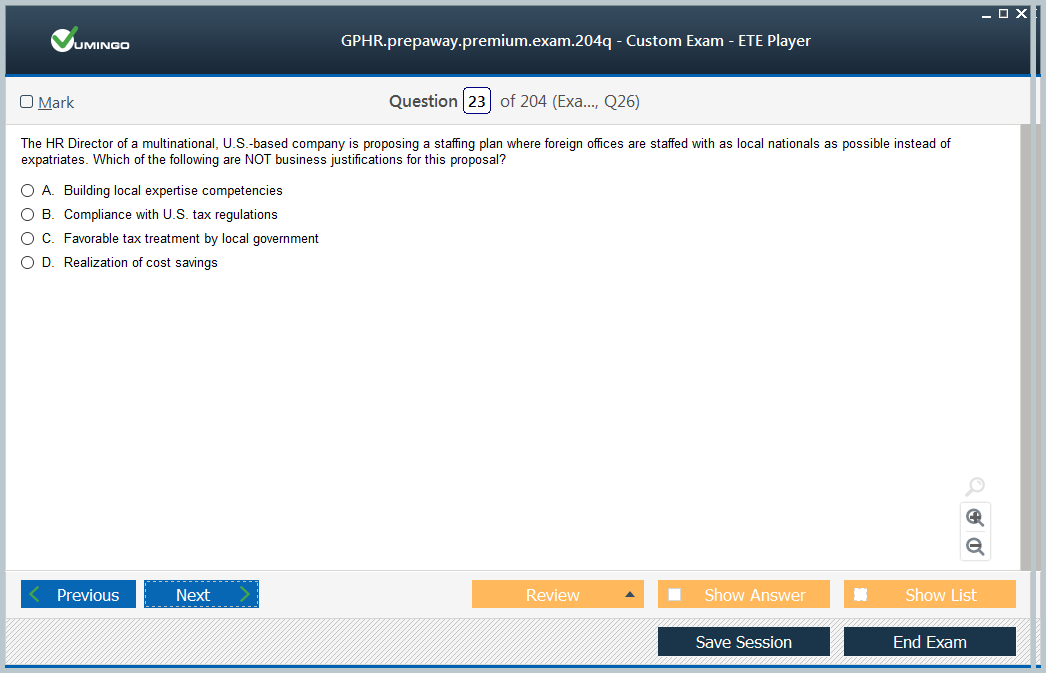 VUMINGO
GPHR.prepaway.premium.exam.204q - Custom Exam - ETE Player
Mark
Question 23 of 204 (Exa..., Q26)
The HR Director of a multinational, U.S.-based company is proposing a staffing plan where foreign offices are staffed with as local nationals as possible instead of
expatriates. Which of the following are NOT business justifications for this proposal?
A. Building local expertise competencies
B. Compliance with U.S. tax regulations
C. Favorable tax treatment by local government
D. Realization of cost savings
Previous
Next
Review
Show Answer
Show List
Save Session
End Exam